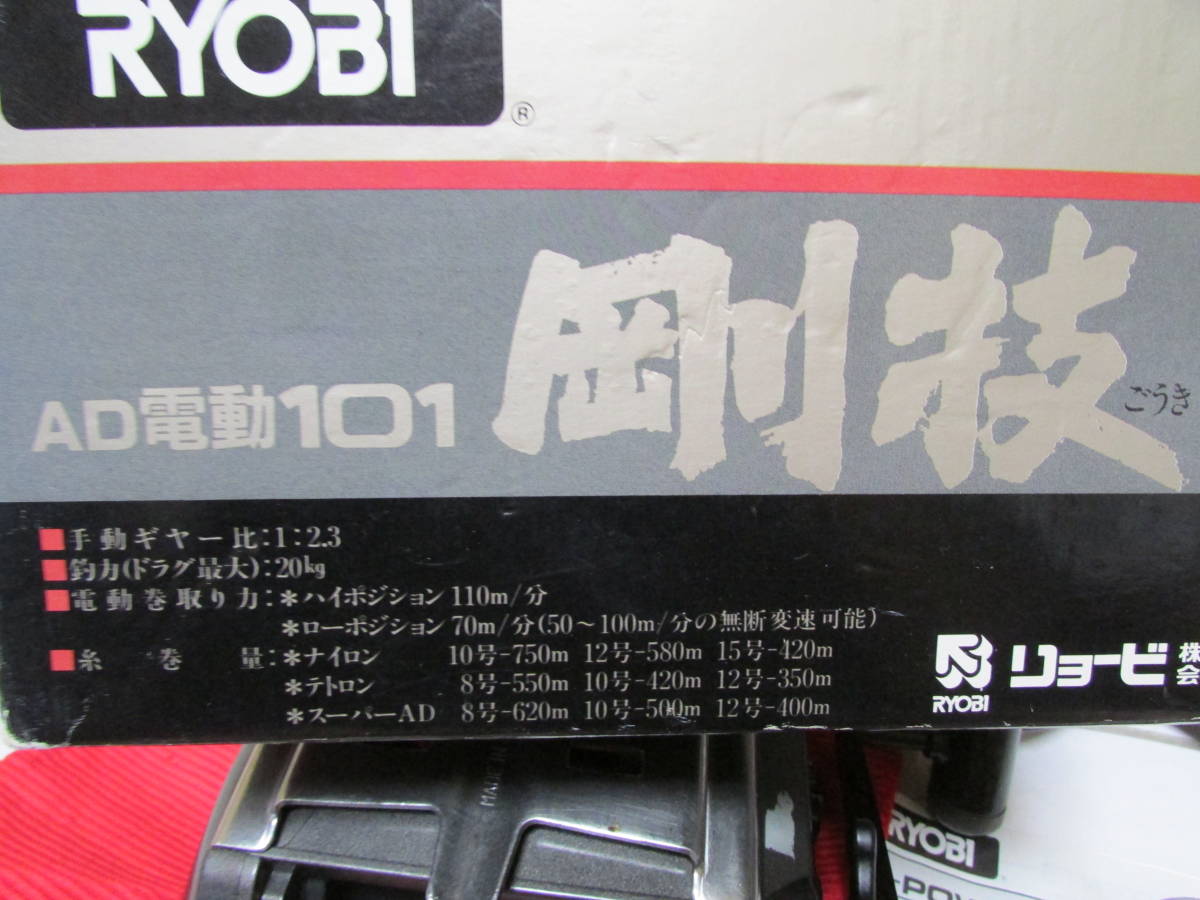 RYOBI
®
AD電動101 剛技 ごうき
■手動ギヤー比:1:2.3
■釣力(ドラグ最大):20kg
■電動巻取り力:*ハイポジション 110m/分
*ローポジション 70m/分(50～100m/分の無断変速可能)
■糸巻量:*ナイロン 10号-750m 12号-580m 15号-420m
*テトロン 8号-550m 10号-420m 12号-350m
*スーパーAD 8号-620m 10号-500m 12号-400m
RYOBI
リョービ 株式会
MADE IN
RYOBI